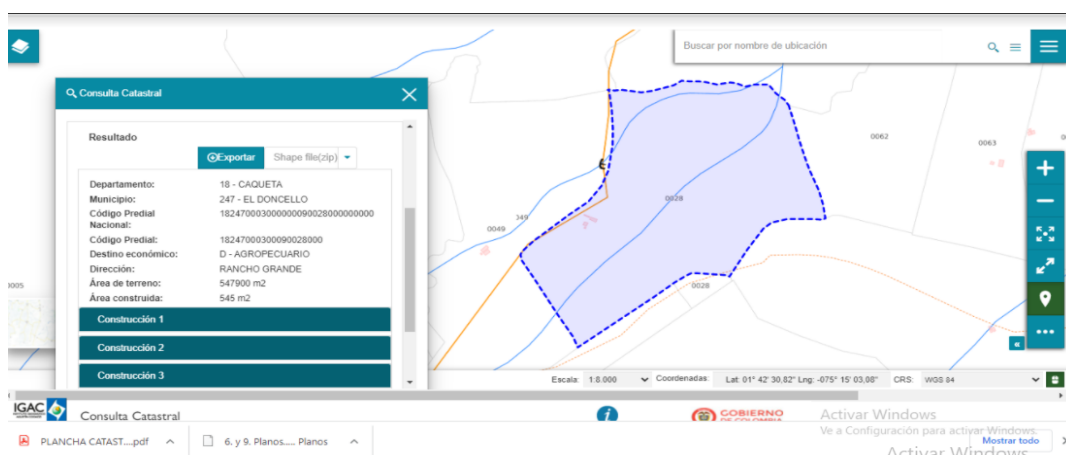 Buscar por nombre de ubicación
Consulta Catastral
Resultado
Exportar Shape file(zip)
Departamento: 18 - CAQUETA
Municipio: 247 - EL DONCELLO
Código Predial Nacional: 182470003000000090028000000000
Código Predial: 18247000300090028000
Destino económico: D - AGROPECUARIO
Dirección: RANCHO GRANDE
Área de terreno: 547900 m2
Área construida: 545 m2
Construcción 1
Construcción 2
Construcción 3
0062
0063
0028
349
0049
0028
0005
Escala: 1:8.000 Coordenadas: Lat: 01° 42' 30,82" Lng: -075° 15' 03,08" CRS: WGS 84
IGAC Consulta Catastral
GOBIERNO DE COLOMBIA
Activar Windows
Ve a Configuración para activar Windows.
PLANCHA CATAST....pdf
6. y 9. Planos..... Planos
Mostrar todo
Activar Windows